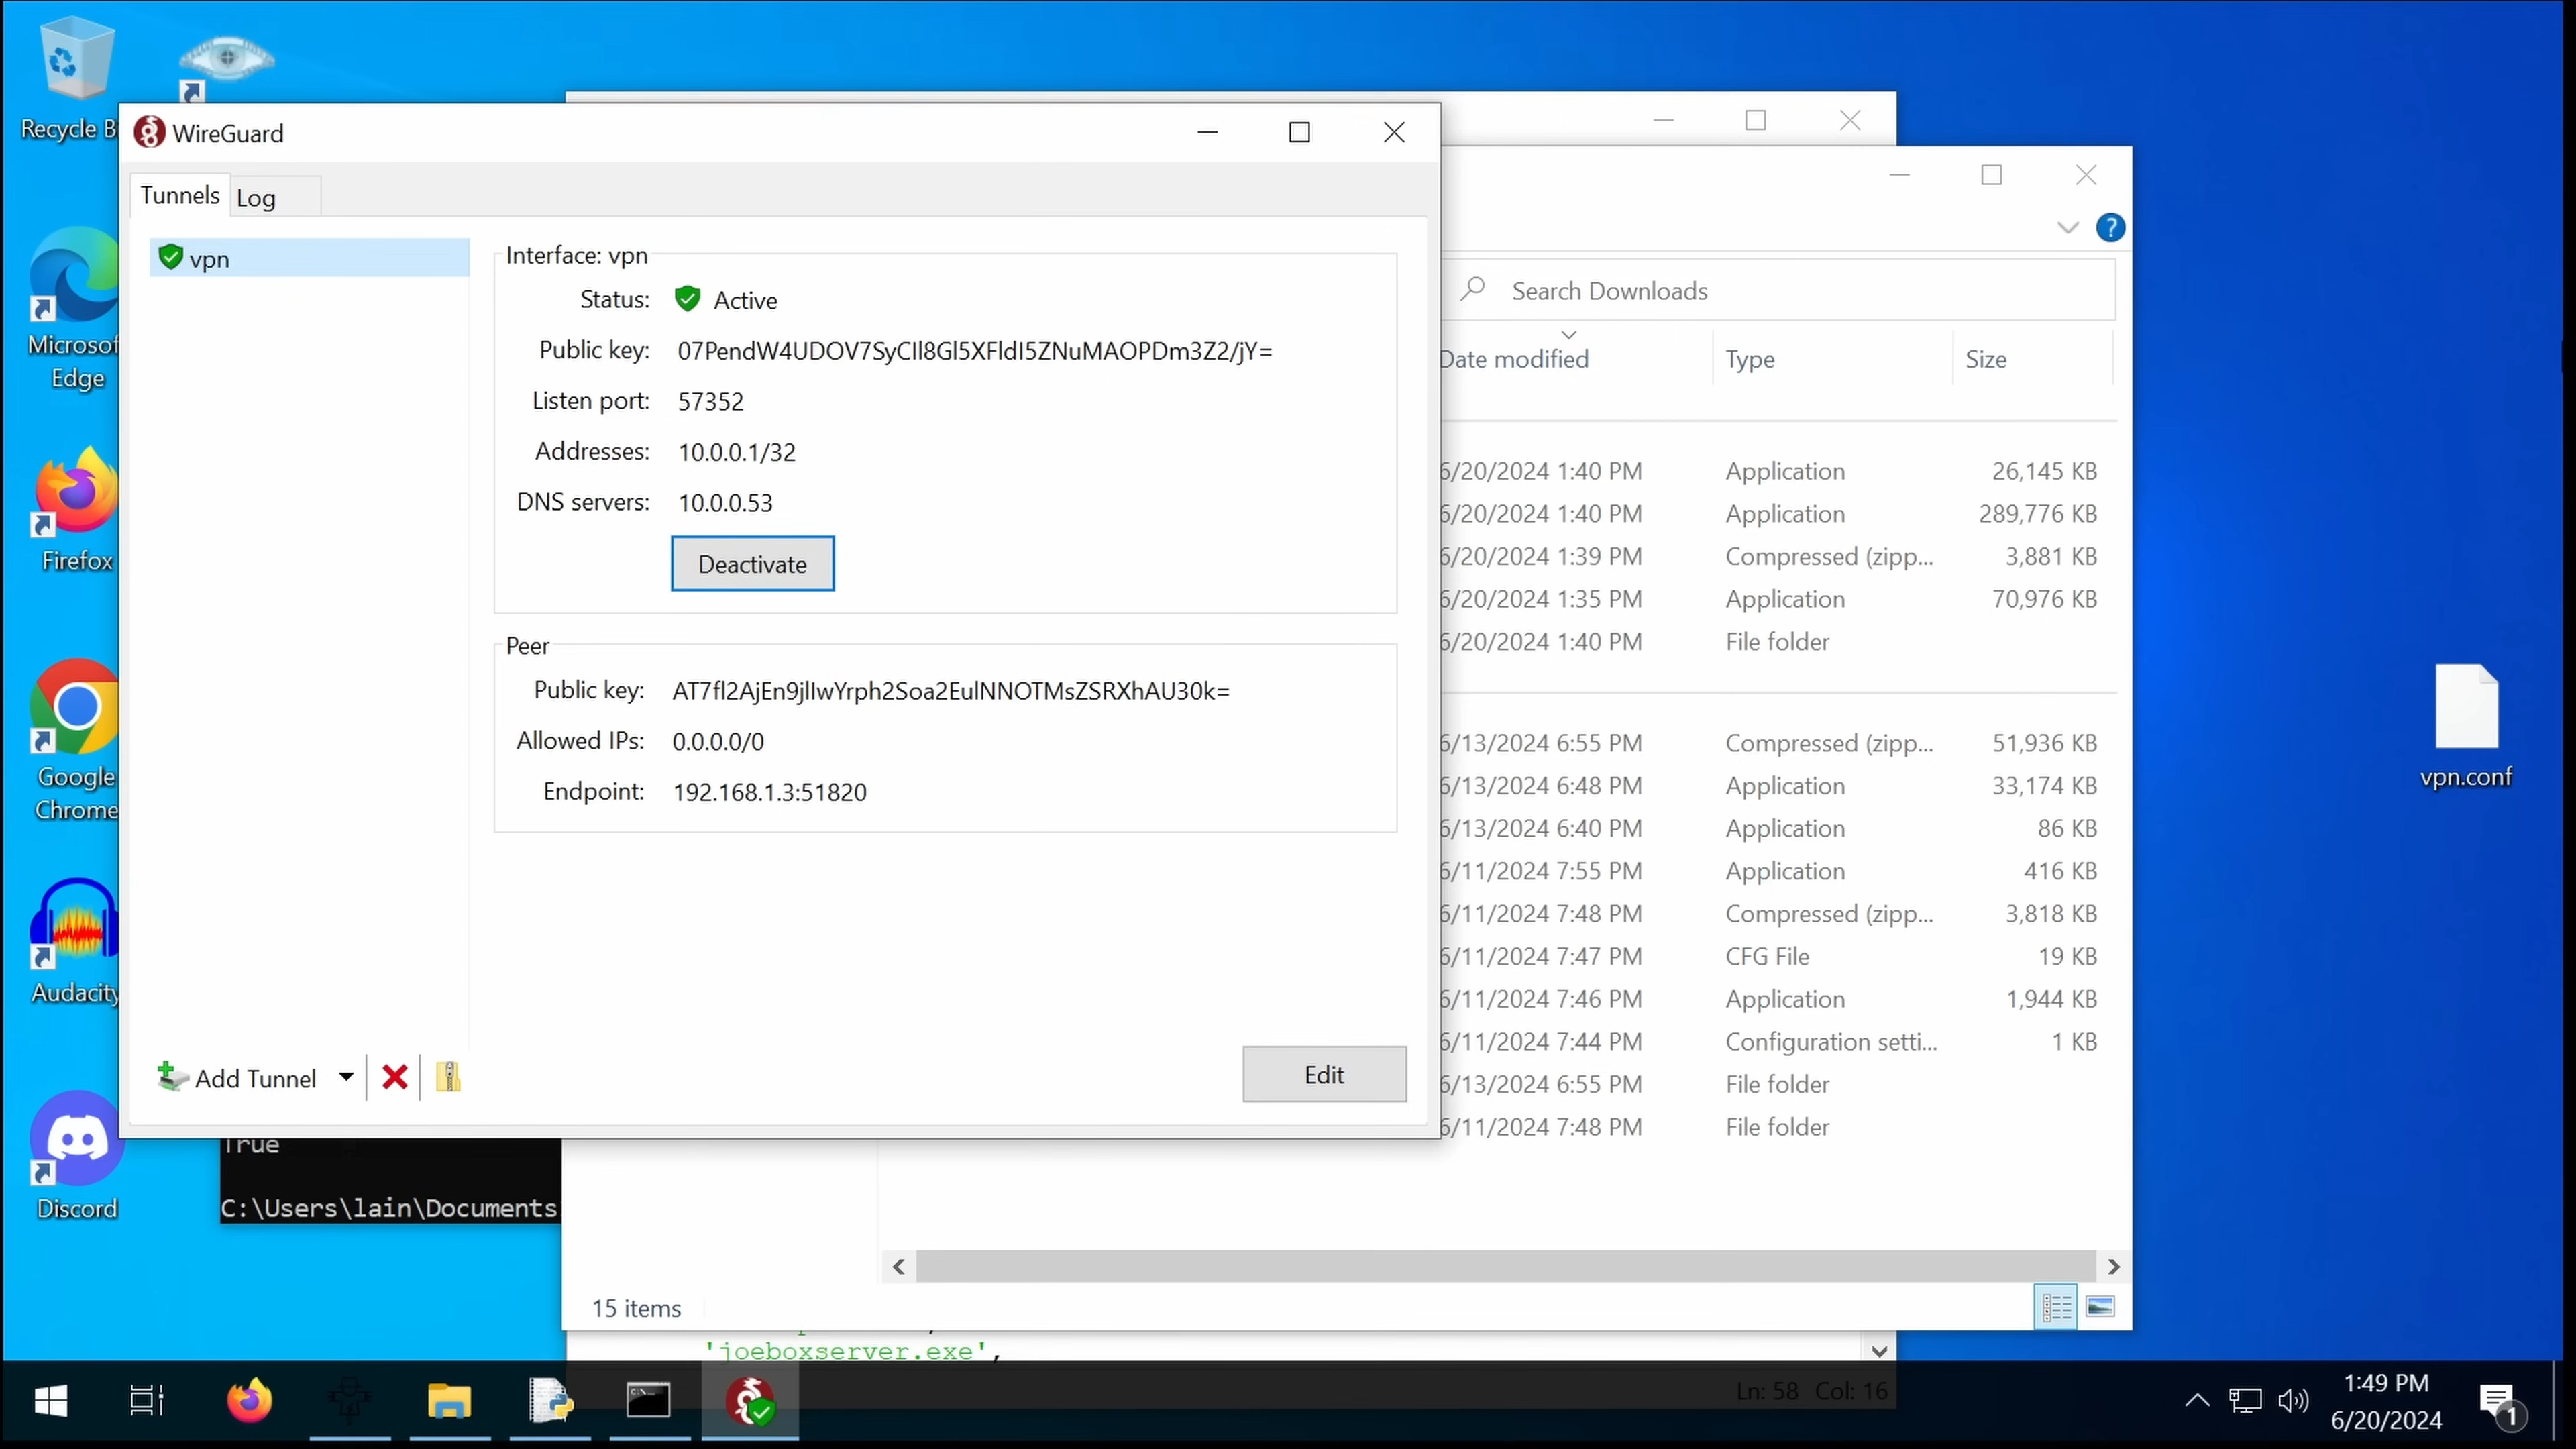 Recycle B
WireGuard
Tunnels
Log
vpn
Interface: vpn
Status: Active
Public key: 07PendW4UDOV7SyCIl8Gl5XFldI5ZNuMAOPDm3Z2/jY=
Listen port: 57352
Addresses: 10.0.0.1/32
DNS servers: 10.0.0.53
Deactivate
Peer
Public key: AT7fl2AjEn9jlIwYrph2Soa2EulNNOTMsZSRXhAU30k=
Allowed IPs: 0.0.0.0/0
Endpoint: 192.168.1.3:51820
Add Tunnel
Edit
Microsof
Edge
Firefox
Google
Chrome
Audacity
Discord
True
C:\Users\lain\Documents
?
Search Downloads
Date modified Type Size
6/20/2024 1:40 PM Application 26,145 KB
6/20/2024 1:40 PM Application 289,776 KB
6/20/2024 1:39 PM Compressed (zipp... 3,881 KB
6/20/2024 1:35 PM Application 70,976 KB
6/20/2024 1:40 PM File folder
6/13/2024 6:55 PM Compressed (zipp... 51,936 KB
6/13/2024 6:48 PM Application 33,174 KB
6/13/2024 6:40 PM Application 86 KB
6/11/2024 7:55 PM Application 416 KB
6/11/2024 7:48 PM Compressed (zipp... 3,818 KB
6/11/2024 7:47 PM CFG File 19 KB
6/11/2024 7:46 PM Application 1,944 KB
6/11/2024 7:44 PM Configuration setti... 1 KB
6/13/2024 6:55 PM File folder
6/11/2024 7:48 PM File folder
15 items
'joeboxserver.exe',
Ln: 58 Col: 16
vpn.conf
1:49 PM
6/20/2024
1